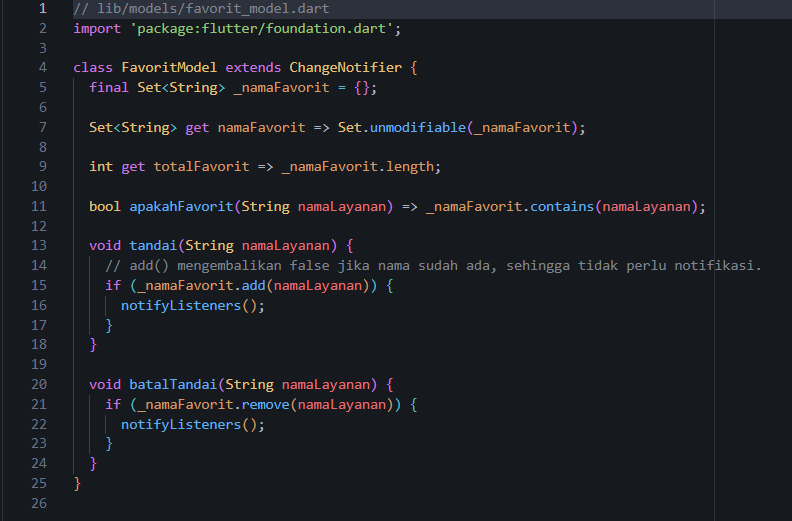 1 // lib/models/favorit_model.dart
2 import 'package:flutter/foundation.dart';
3
4 class FavoritModel extends ChangeNotifier {
5   final Set<String> _namaFavorit = {};
6
7   Set<String> get namaFavorit => Set.unmodifiable(_namaFavorit);
8
9   int get totalFavorit => _namaFavorit.length;
10
11   bool apakahFavorit(String namaLayanan) => _namaFavorit.contains(namaLayanan);
12
13   void tandai(String namaLayanan) {
14     // add() mengembalikan false jika nama sudah ada, sehingga tidak perlu notifikasi.
15     if (_namaFavorit.add(namaLayanan)) {
16       notifyListeners();
17     }
18   }
19
20   void batalTandai(String namaLayanan) {
21     if (_namaFavorit.remove(namaLayanan)) {
22       notifyListeners();
23     }
24   }
25 }
26